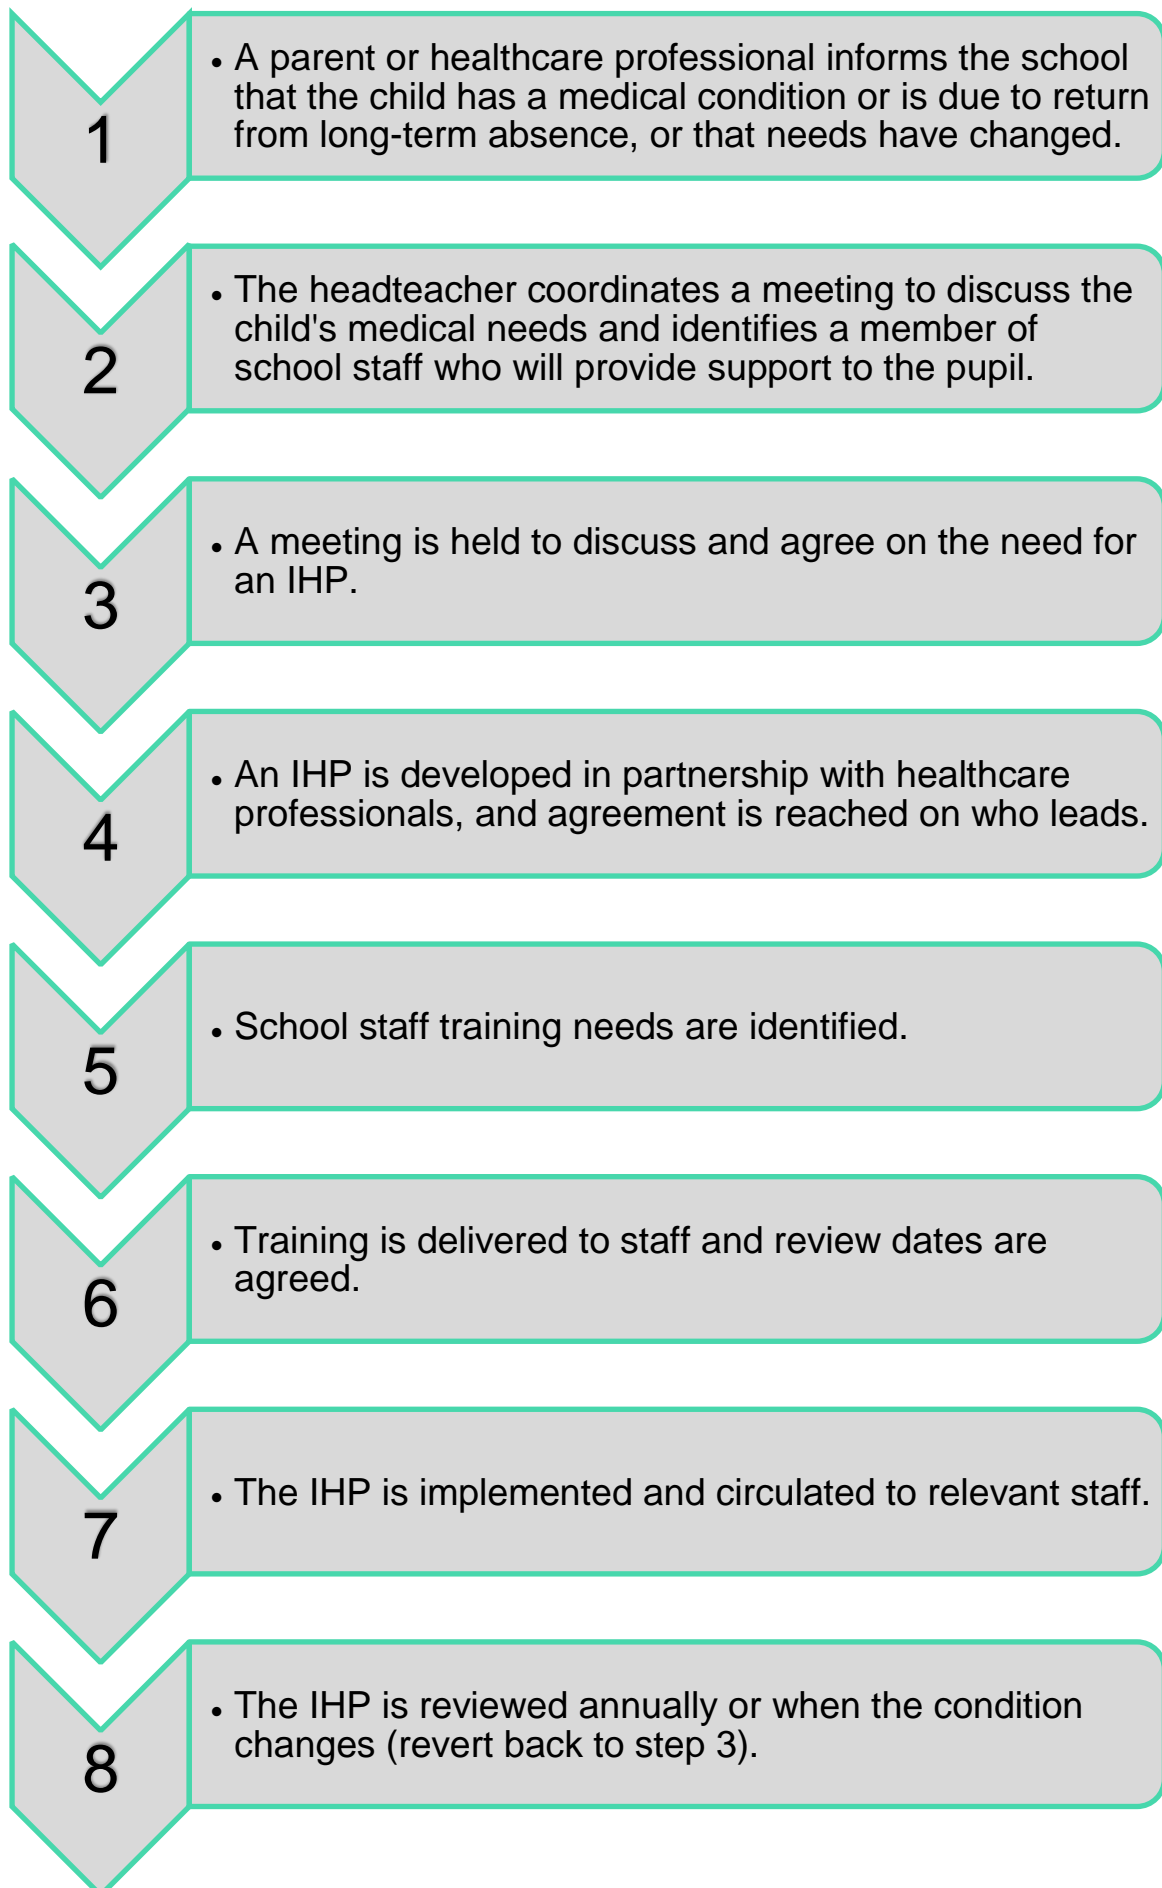 1
• A parent or healthcare professional informs the school
that the child has a medical condition or is due to return
from long-term absence, or that needs have changed.
2
• The headteacher coordinates a meeting to discuss the
child's medical needs and identifies a member of
school staff who will provide support to the pupil.
3
• A meeting is held to discuss and agree on the need for
an IHP.
4
• An IHP is developed in partnership with healthcare
professionals, and agreement is reached on who leads.
5
• School staff training needs are identified.
6
• Training is delivered to staff and review dates are
agreed.
7
• The IHP is implemented and circulated to relevant staff.
8
• The IHP is reviewed annually or when the condition
changes (revert back to step 3).